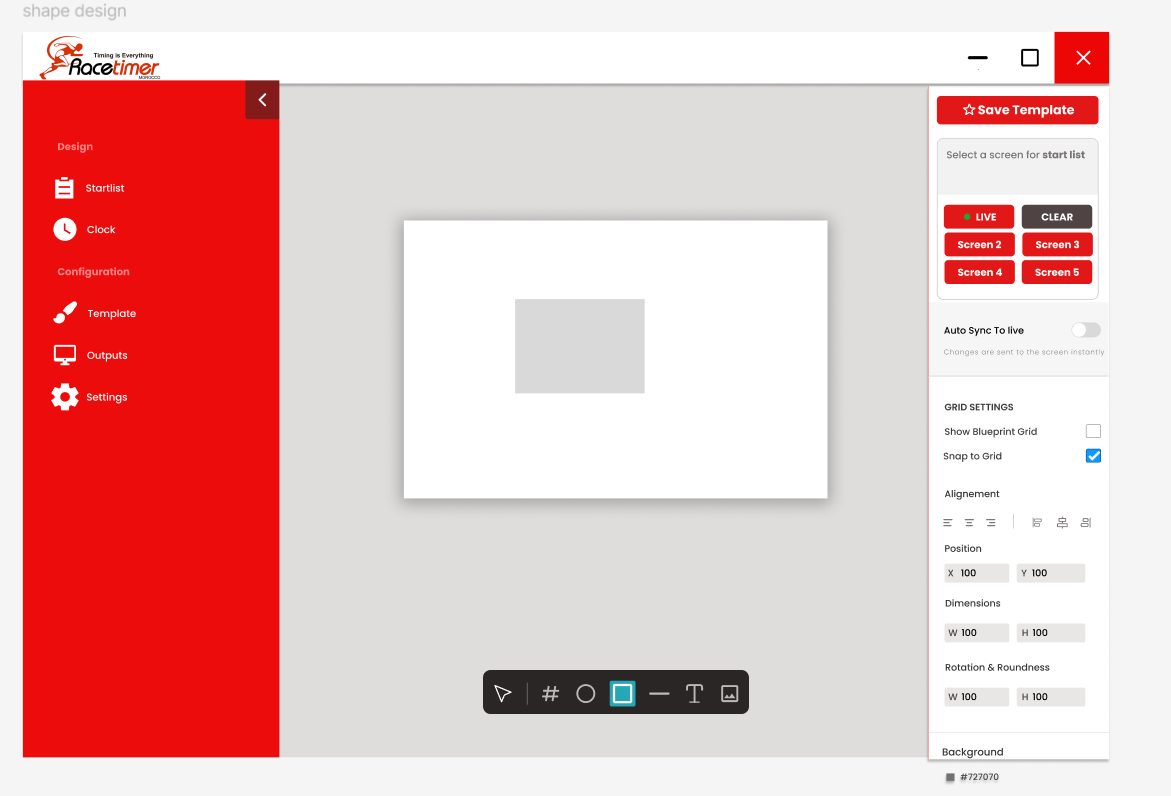 shape design
Timing is Everything
Racetimer
MOROCCO
Design
Startlist
Clock
Configuration
Template
Outputs
Settings
Save Template
Select a screen for start list
LIVE CLEAR
Screen 2 Screen 3
Screen 4 Screen 5
Auto Sync To live
Changes are sent to the screen instantly
GRID SETTINGS
Show Blueprint Grid
Snap to Grid
Alignement
Position
X 100 Y 100
Dimensions
W 100 H 100
Rotation & Roundness
W 100 H 100
Background
#727070